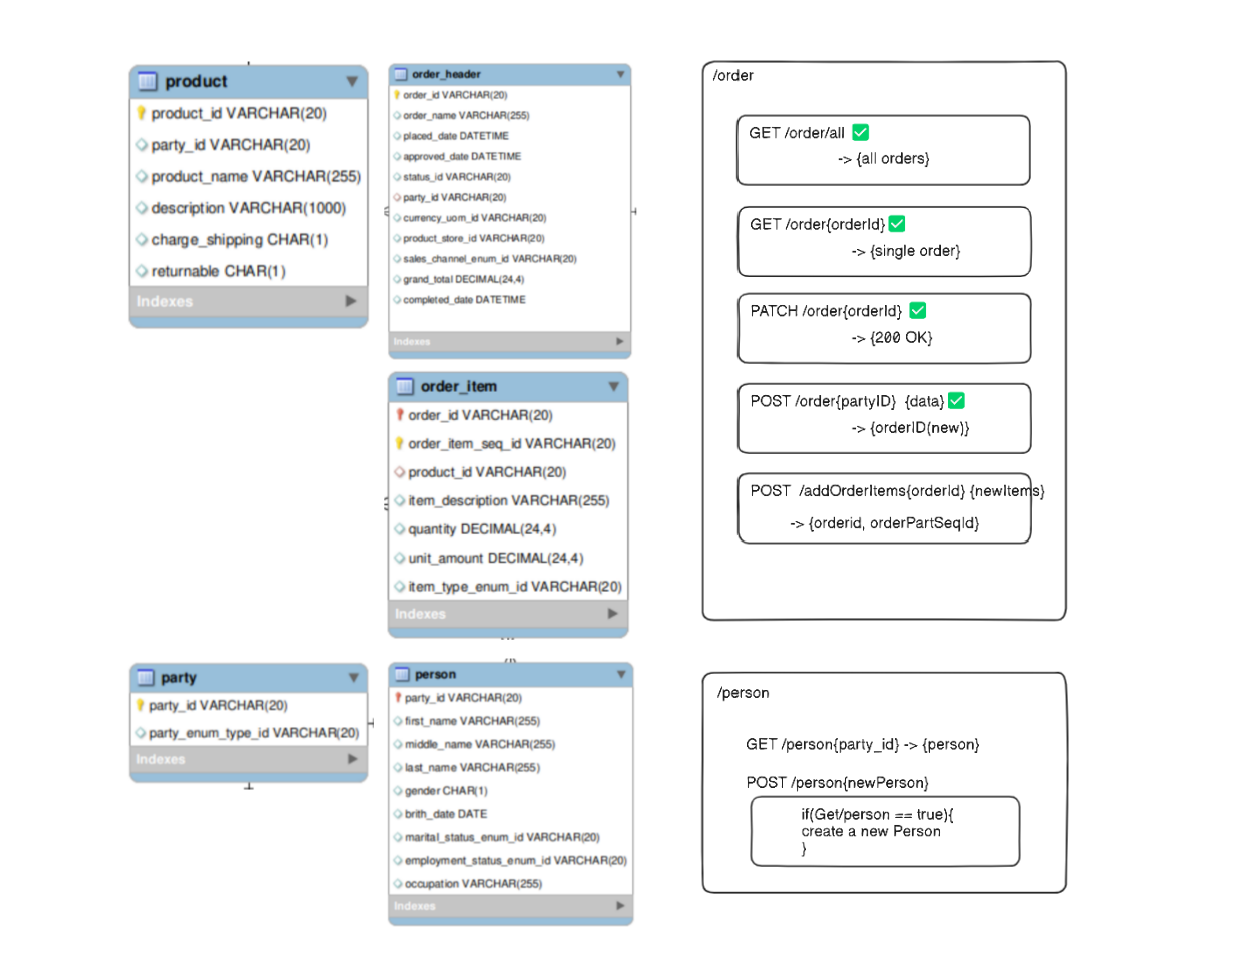 product
product_id VARCHAR(20)
party_id VARCHAR(20)
product_name VARCHAR(255)
description VARCHAR(1000)
charge_shipping CHAR(1)
returnable CHAR(1)
Indexes
order_header
order_id VARCHAR(20)
order_name VARCHAR(255)
placed_date DATETIME
approved_date DATETIME
status_id VARCHAR(20)
party_id VARCHAR(20)
currency_uom_id VARCHAR(20)
product_store_id VARCHAR(20)
sales_channel_enum_id VARCHAR(20)
grand_total DECIMAL(24,4)
completed_date DATETIME
Indexes
order_item
order_id VARCHAR(20)
order_item_seq_id VARCHAR(20)
product_id VARCHAR(20)
item_description VARCHAR(255)
quantity DECIMAL(24,4)
unit_amount DECIMAL(24,4)
item_type_enum_id VARCHAR(20)
Indexes
party
party_id VARCHAR(20)
party_enum_type_id VARCHAR(20)
Indexes
person
party_id VARCHAR(20)
first_name VARCHAR(255)
middle_name VARCHAR(255)
last_name VARCHAR(255)
gender CHAR(1)
brith_date DATE
marital_status_enum_id VARCHAR(20)
employment_status_enum_id VARCHAR(20)
occupation VARCHAR(255)
Indexes
/order
GET /order/all ✅
-> {all orders}
GET /order{orderId} ✅
-> {single order}
PATCH /order{orderId} ✅
-> {200 OK}
POST /order{partyID} {data} ✅
-> {orderID(new)}
POST /addOrderItems{orderId} {newItems}
-> {orderid, orderPartSeqId}
/person
GET /person{party_id} -> {person}
POST /person{newPerson}
if(Get/person == true){
create a new Person
}